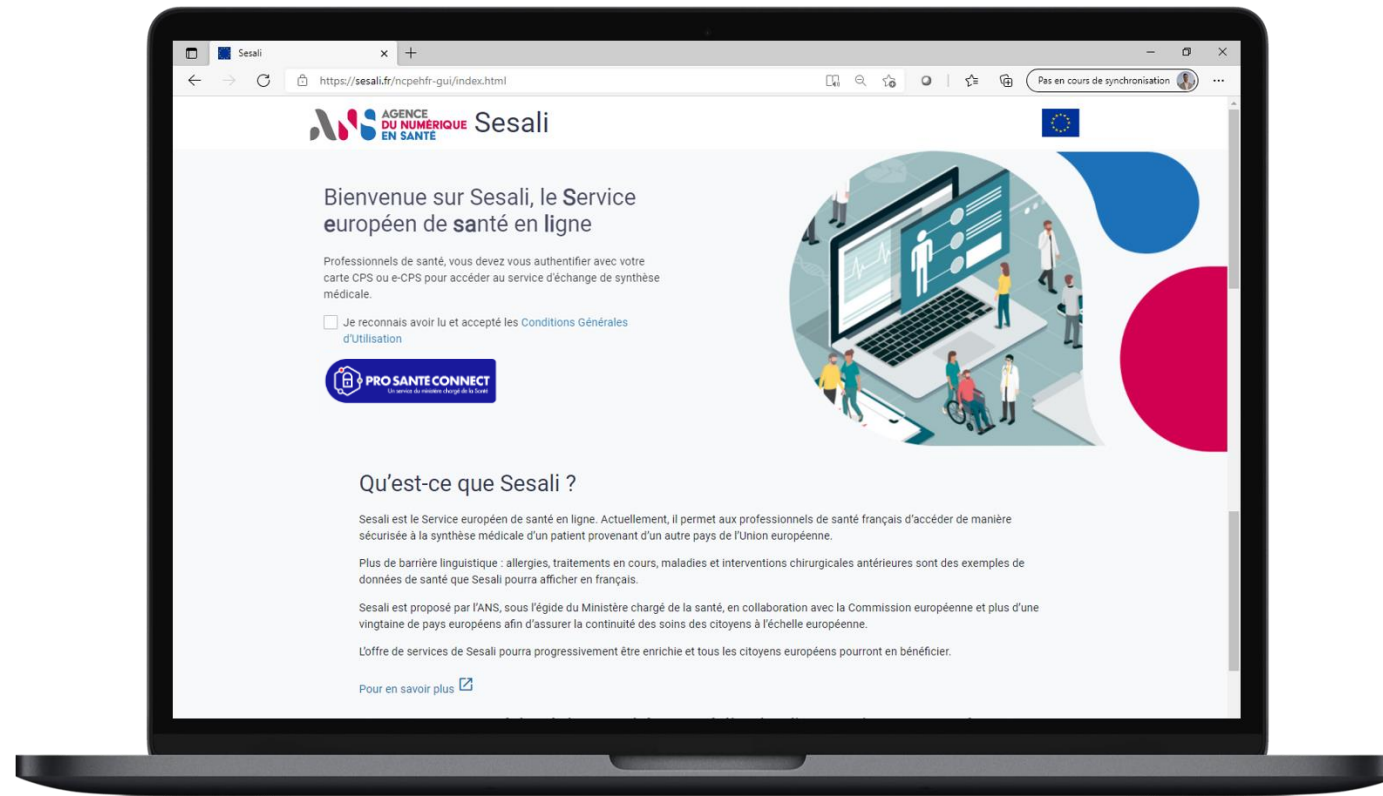 Sesali
https://sesali.fr/ncpehfr-gui/index.html
Pas en cours de synchronisation
AGENCE
DU NUMÉRIQUE
EN SANTÉ
Sesali
Bienvenue sur Sesali, le Service
européen de santé en ligne
Professionnels de santé, vous devez vous authentifier avec votre
carte CPS ou e-CPS pour accéder au service d'échange de synthèse
médicale.
Je reconnais avoir lu et accepté les Conditions Générales
d'Utilisation
PRO SANTÉ CONNECT
Un service du ministère chargé de la Santé
Qu'est-ce que Sesali ?
Sesali est le Service européen de santé en ligne. Actuellement, il permet aux professionnels de santé français d'accéder de manière
sécurisée à la synthèse médicale d'un patient provenant d'un autre pays de l'Union européenne.
Plus de barrière linguistique : allergies, traitements en cours, maladies et interventions chirurgicales antérieures sont des exemples de
données de santé que Sesali pourra afficher en français.
Sesali est proposé par l'ANS, sous l'égide du Ministère chargé de la santé, en collaboration avec la Commission européenne et plus d'une
vingtaine de pays européens afin d'assurer la continuité des soins des citoyens à l'échelle européenne.
L'offre de services de Sesali pourra progressivement être enrichie et tous les citoyens européens pourront en bénéficier.
Pour en savoir plus